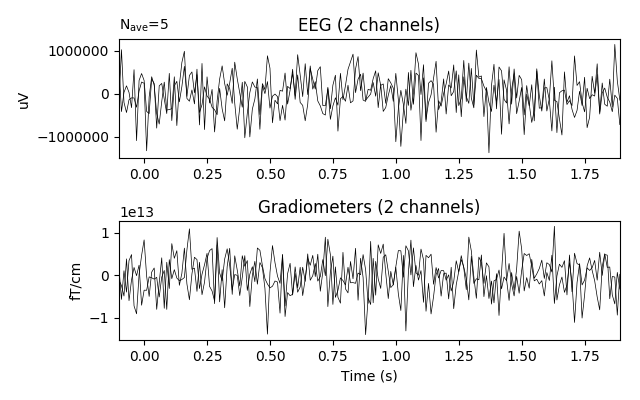 N_ave=5
EEG (2 channels)
1000000
0
−1000000
uV
0.00 0.25 0.50 0.75 1.00 1.25 1.50 1.75
1e13
Gradiometers (2 channels)
1
0
−1
fT/cm
0.00 0.25 0.50 0.75 1.00 1.25 1.50 1.75
Time (s)